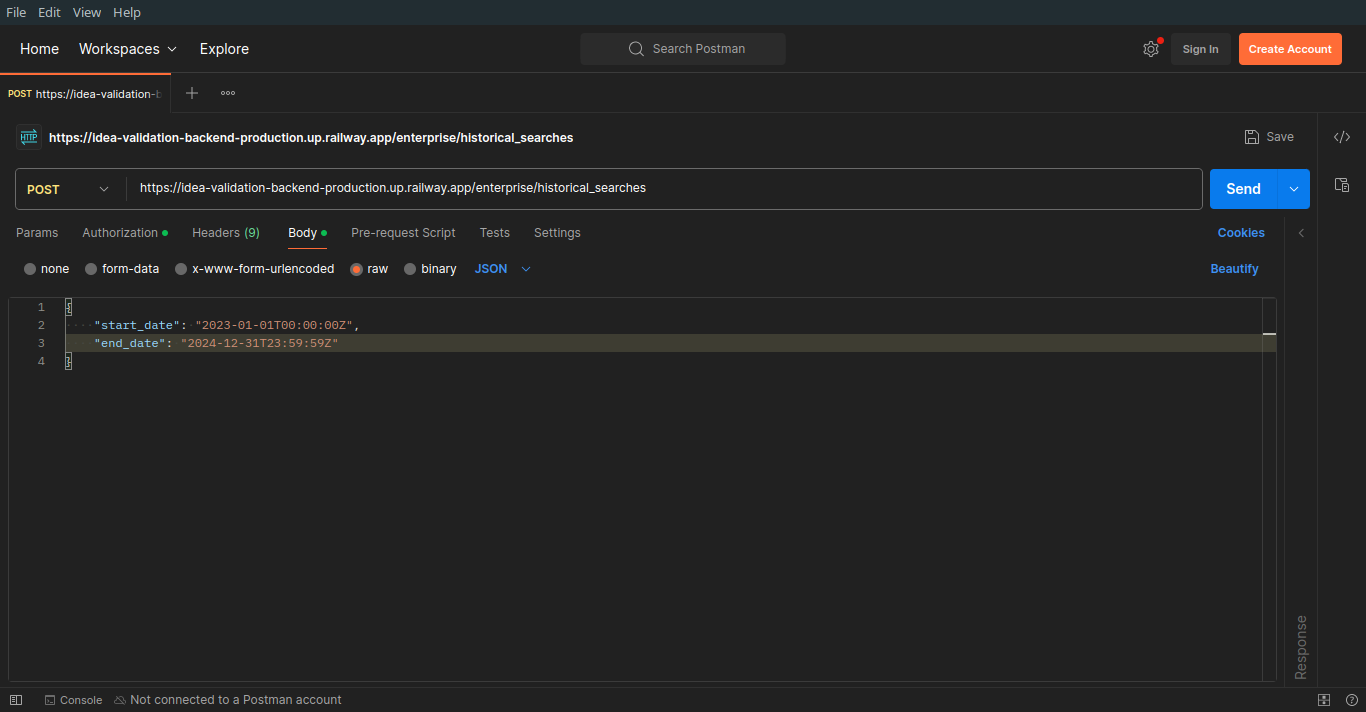 File Edit View Help
Home Workspaces Explore Search Postman Sign In Create Account
POST https://idea-validation-b
HTTP https://idea-validation-backend-production.up.railway.app/enterprise/historical_searches Save
POST https://idea-validation-backend-production.up.railway.app/enterprise/historical_searches Send
Params Authorization Headers (9) Body Pre-request Script Tests Settings Cookies
none form-data x-www-form-urlencoded raw binary JSON Beautify
1 {
2 "start_date": "2023-01-01T00:00:00Z",
3 "end_date": "2024-12-31T23:59:59Z"
4 }
Response
Console Not connected to a Postman account